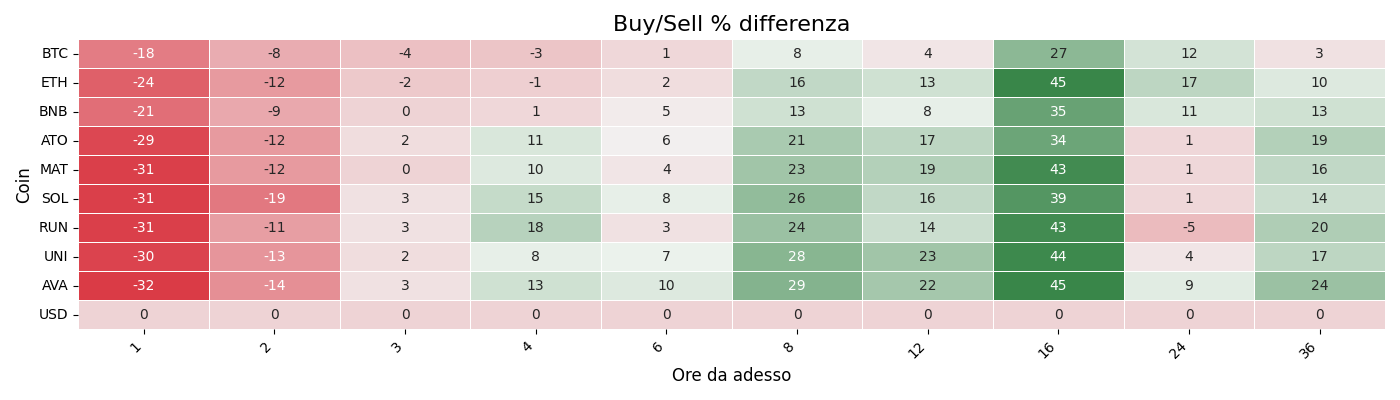 Buy/Sell % differenza
Coin
BTC -18 -8 -4 -3 1 8 4 27 12 3
ETH -24 -12 -2 -1 2 16 13 45 17 10
BNB -21 -9 0 1 5 13 8 35 11 13
ATO -29 -12 2 11 6 21 17 34 1 19
MAT -31 -12 0 10 4 23 19 43 1 16
SOL -31 -19 3 15 8 26 16 39 1 14
RUN -31 -11 3 18 3 24 14 43 -5 20
UNI -30 -13 2 8 7 28 23 44 4 17
AVA -32 -14 3 13 10 29 22 45 9 24
USD 0 0 0 0 0 0 0 0 0 0
1 2 3 4 6 8 12 16 24 36
Ore da adesso